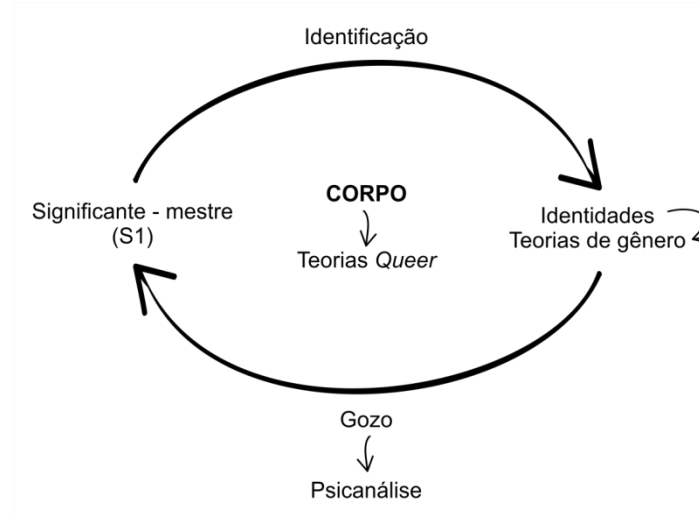 Identificação
Significante - mestre
(S1)
CORPO
Teorias Queer
Identidades
Teorias de gênero
Gozo
Psicanálise